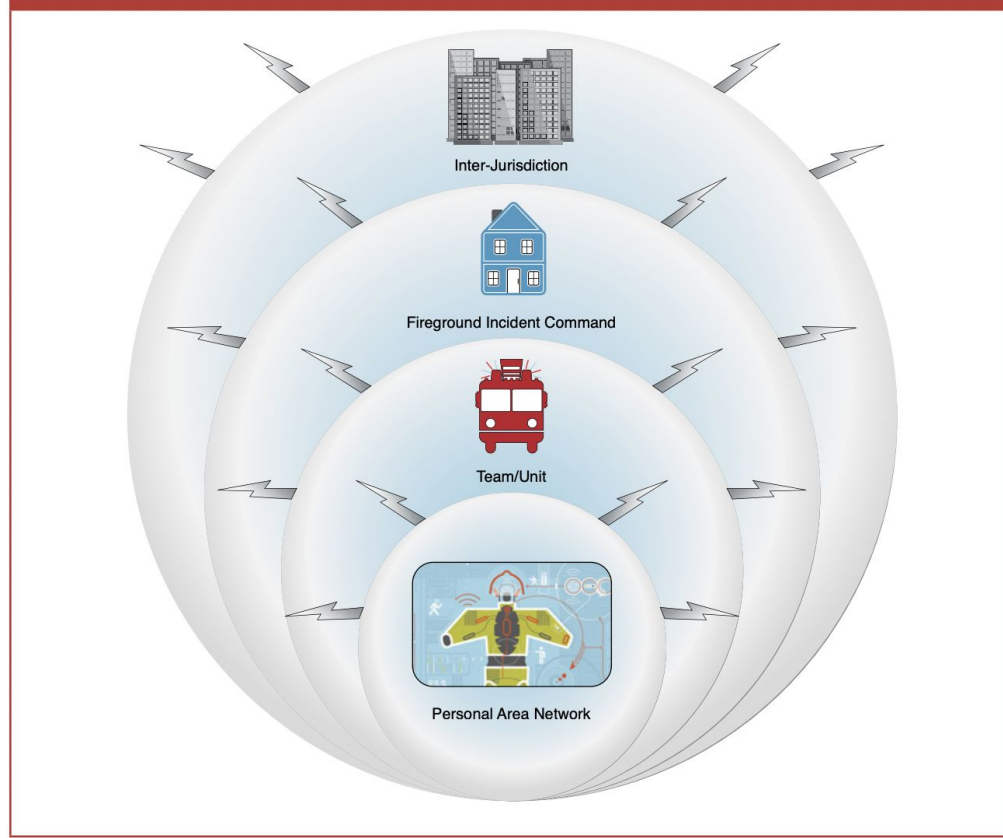 Inter-Jurisdiction
Fireground Incident Command
Team/Unit
Personal Area Network